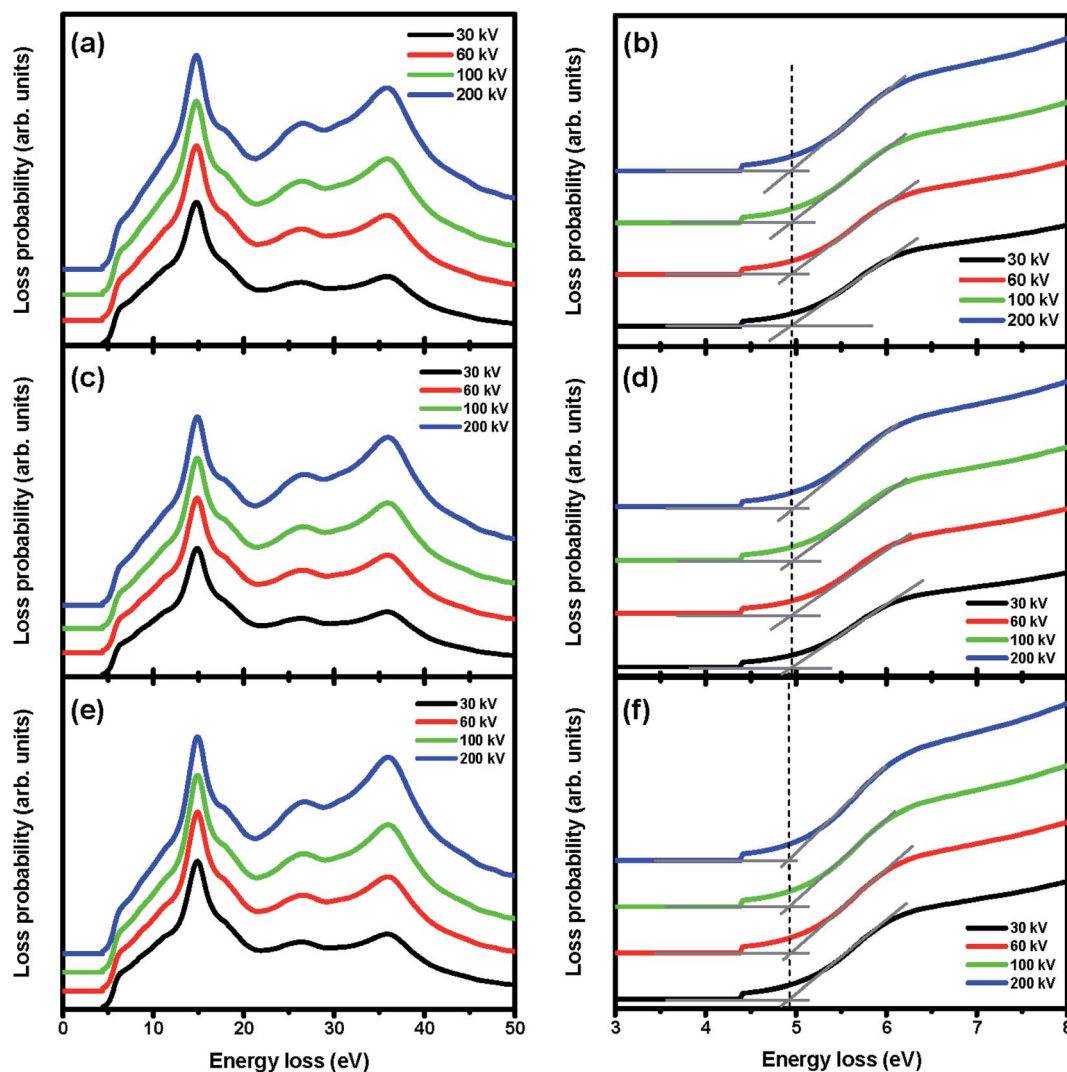 (a)
30 kV
60 kV
100 kV
200 kV
Loss probability (arb. units)
(b)
30 kV
60 kV
100 kV
200 kV
Loss probability (arb. units)
(c)
30 kV
60 kV
100 kV
200 kV
Loss probability (arb. units)
(d)
30 kV
60 kV
100 kV
200 kV
Loss probability (arb. units)
(e)
30 kV
60 kV
100 kV
200 kV
Loss probability (arb. units)
0 10 20 30 40 50
Energy loss (eV)
(f)
30 kV
60 kV
100 kV
200 kV
Loss probability (arb. units)
3 4 5 6 7 8
Energy loss (eV)